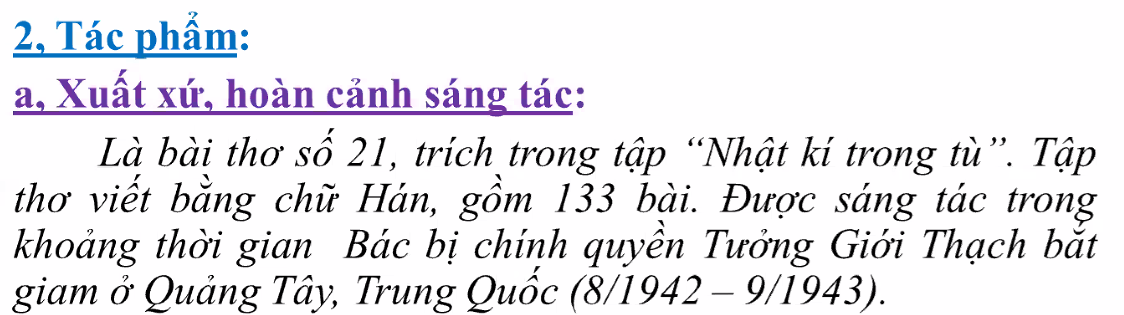 2, Tác phẩm:
a, Xuất xứ, hoàn cảnh sáng tác:
Là bài thơ số 21, trích trong tập “Nhật kí trong tù”. Tập
thơ viết bằng chữ Hán, gồm 133 bài. Được sáng tác trong
khoảng thời gian Bác bị chính quyền Tưởng Giới Thạch bắt
giam ở Quảng Tây, Trung Quốc (8/1942 – 9/1943).